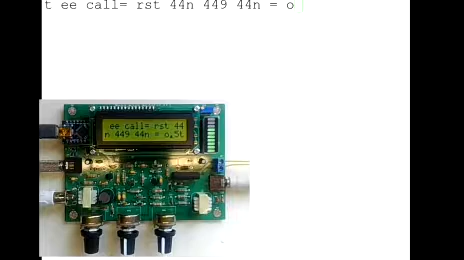 t ee call= rst 44n 449 44n = o
ee call= rst 44
n 449 44n = o.5t